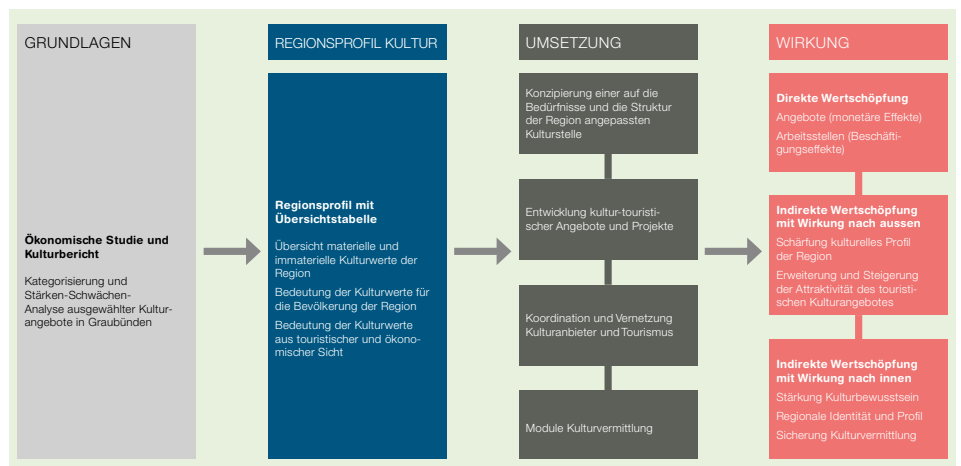 GRUNDLAGEN
Ökonomische Studie und
Kulturbericht
Kategorisierung und
Stärken-Schwächen-
Analyse ausgewählter Kultur-
angebote in Graubünden
REGIONSPROFIL KULTUR
Regionsprofil mit
Übersichtstabelle
Übersicht materielle und
immaterielle Kulturwerte der
Region
Bedeutung der Kulturwerte für
die Bevölkerung der Region
Bedeutung der Kulturwerte
aus touristischer und ökono-
mischer Sicht
UMSETZUNG
Konzipierung einer auf die
Bedürfnisse und die Struktur
der Region angepassten
Kulturstelle
Entwicklung kultur-touristi-
scher Angebote und Projekte
Koordination und Vernetzung
Kulturanbieter und Tourismus
Module Kulturvermittlung
WIRKUNG
Direkte Wertschöpfung
Angebote (monetäre Effekte)
Arbeitsstellen (Beschäfti-
gungseffekte)
Indirekte Wertschöpfung
mit Wirkung nach aussen
Schärfung kulturelles Profil
der Region
Erweiterung und Steigerung
der Attraktivität des touristi-
schen Kulturangebotes
Indirekte Wertschöpfung
mit Wirkung nach innen
Stärkung Kulturbewusstsein
Regionale Identität und Profil
Sicherung Kulturvermittlung